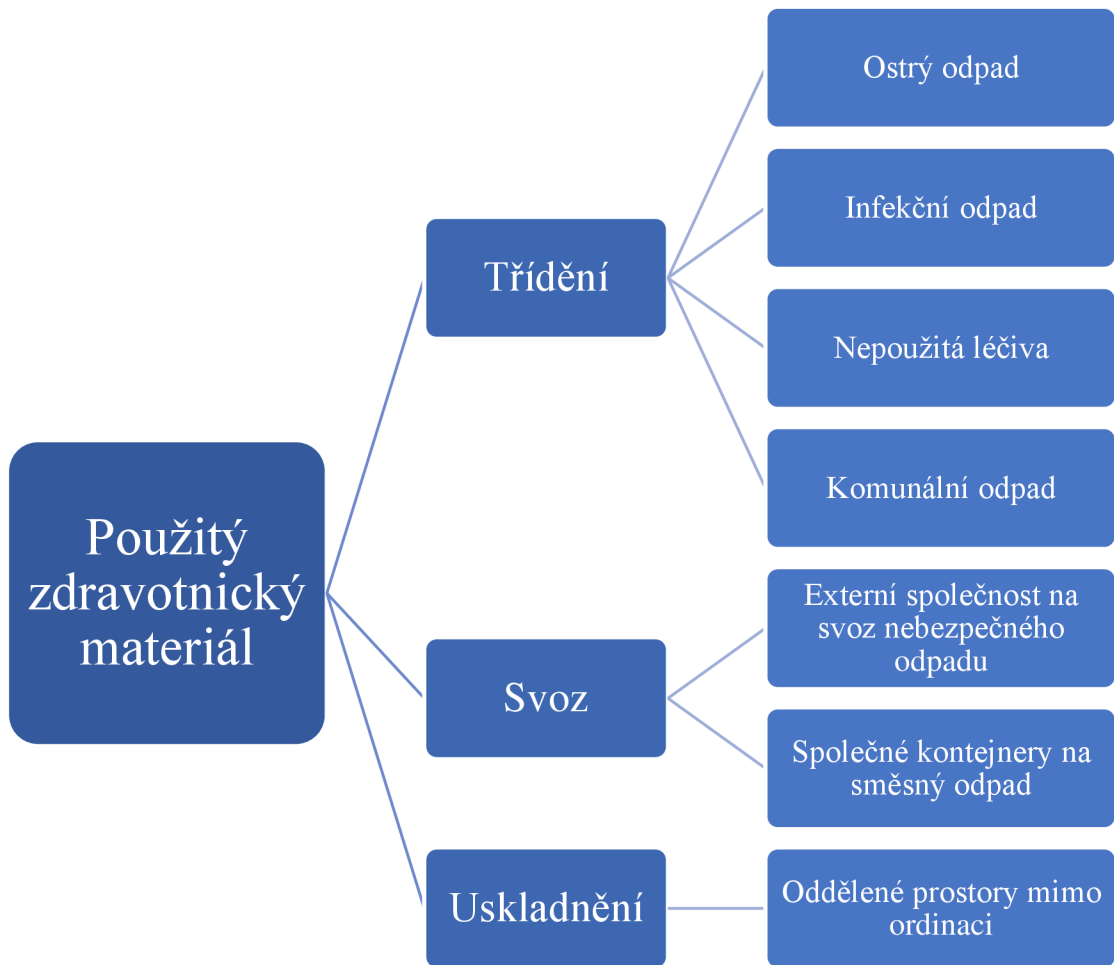 Použitý
zdravotnický
materiál
Třídění
Ostrý odpad
Infekční odpad
Nepoužitá léčiva
Komunální odpad
Svoz
Externí společnost na
svoz nebezpečného
odpadu
Společné kontejnery na
směsný odpad
Uskladnění
Oddělené prostory mimo
ordinaci